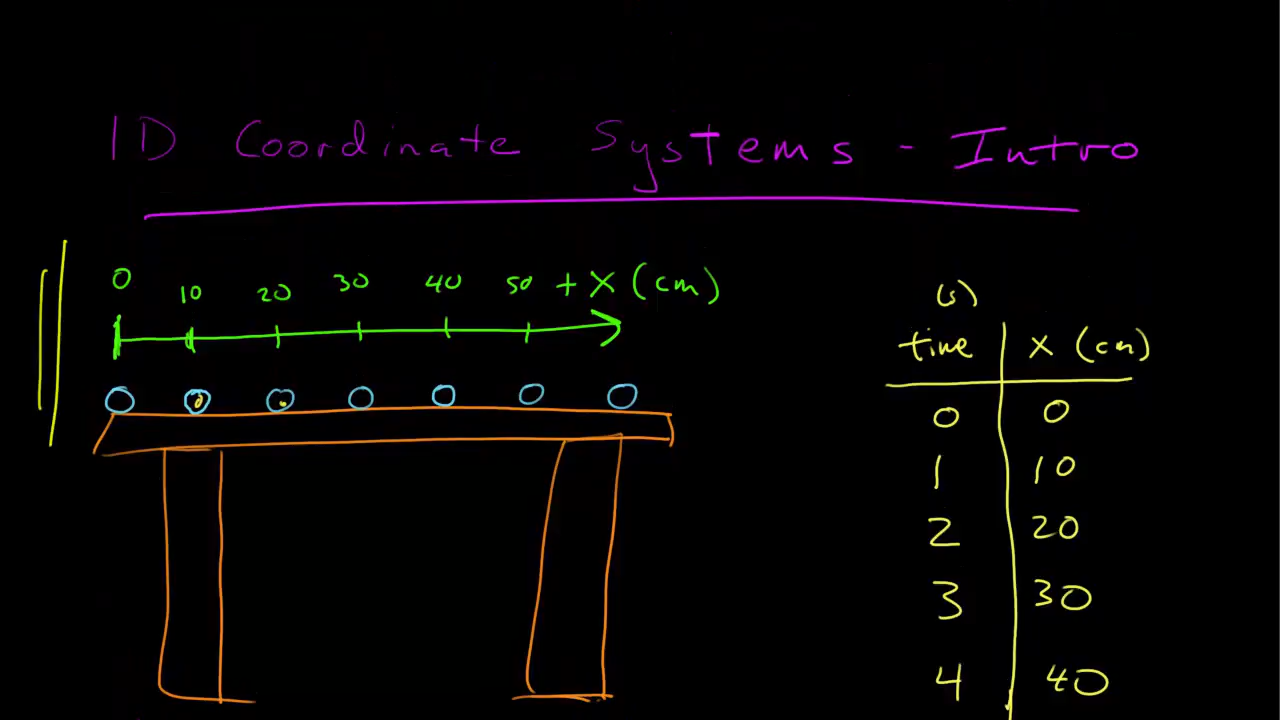 1D Coordinate Systems - Intro
0 10 20 30 40 50 + X (cm)
(s)
time X (cm)
0 0
1 10
2 20
3 30
4 40